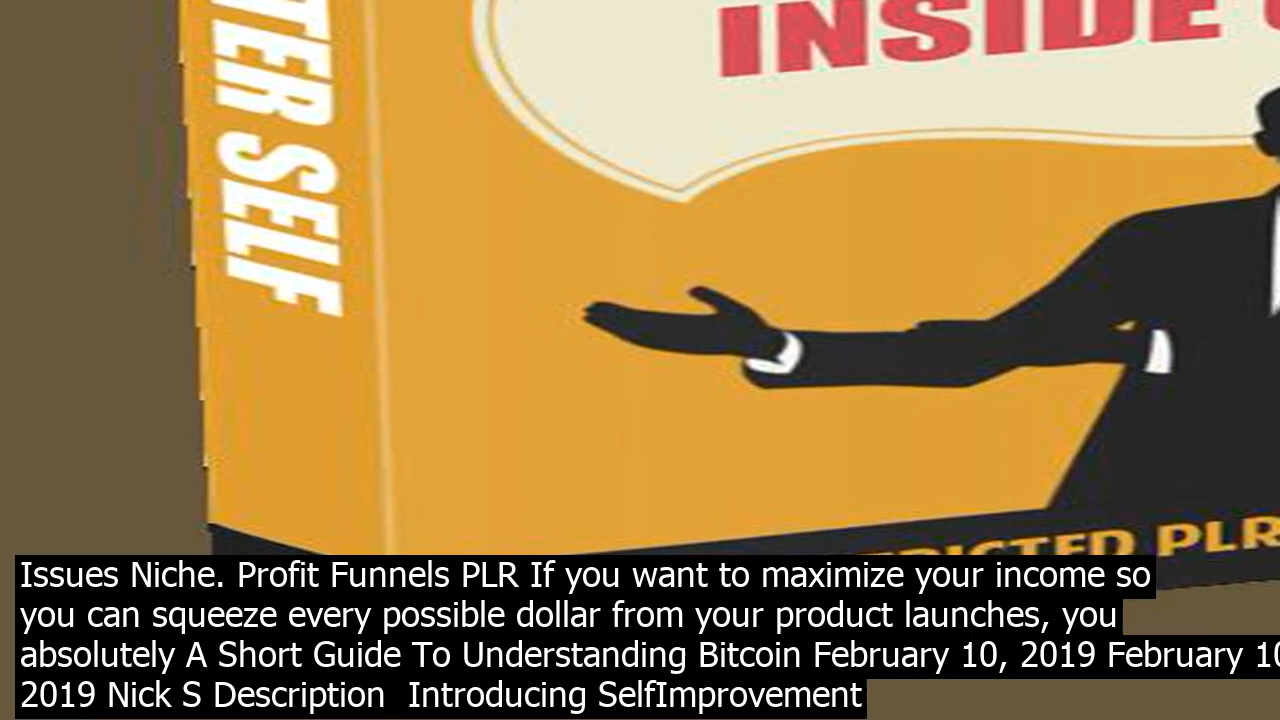 INSIDE
TER SELF
PLR
Issues Niche. Profit Funnels PLR If you want to maximize your income so
you can squeeze every possible dollar from your product launches, you
absolutely A Short Guide To Understanding Bitcoin February 10, 2019 February 10
2019 Nick S Description  Introducing SelfImprovement